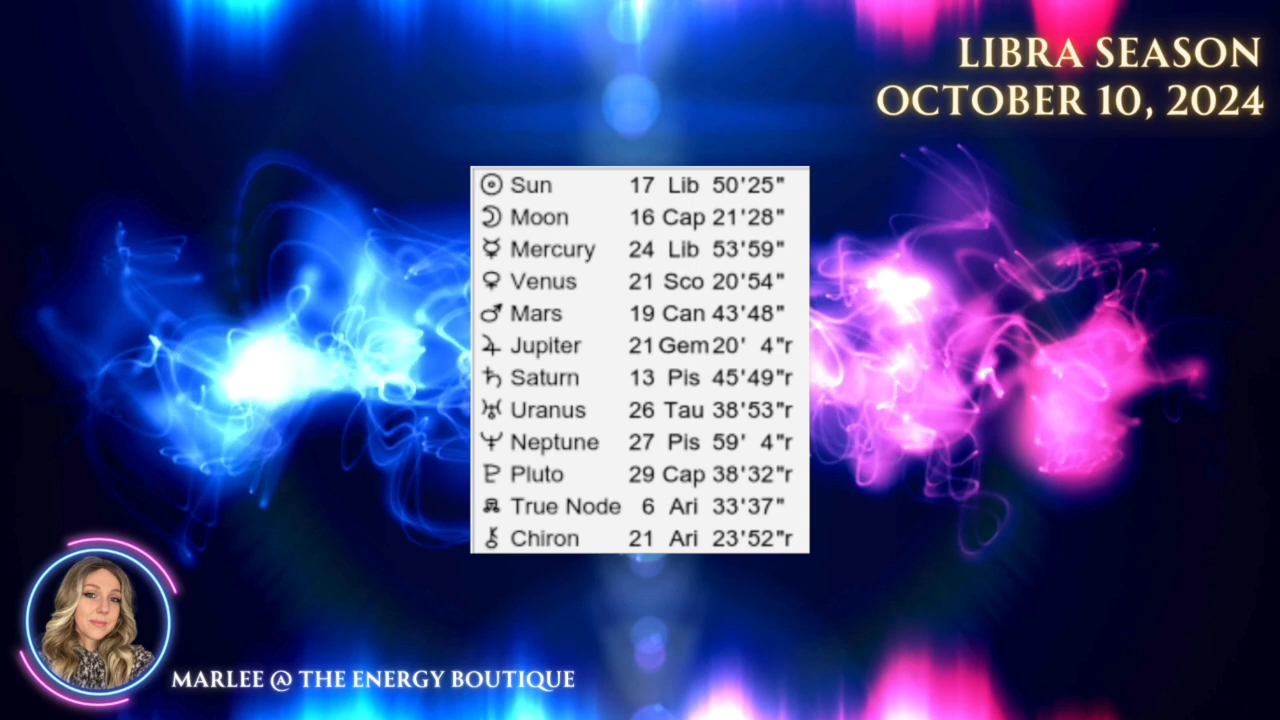 LIBRA SEASON
OCTOBER 10, 2024
☉ Sun 17 Lib 50'25"
☽ Moon 16 Cap 21'28"
☿ Mercury 24 Lib 53'59"
♀ Venus 21 Sco 20'54"
♂ Mars 19 Can 43'48"
♃ Jupiter 21 Gem 20' 4"r
♄ Saturn 13 Pis 45'49"r
♅ Uranus 26 Tau 38'53"r
♆ Neptune 27 Pis 59' 4"r
♇ Pluto 29 Cap 38'32"r
☊ True Node 6 Ari 33'37"
⚷ Chiron 21 Ari 23'52"r
MARLEE @ THE ENERGY BOUTIQUE